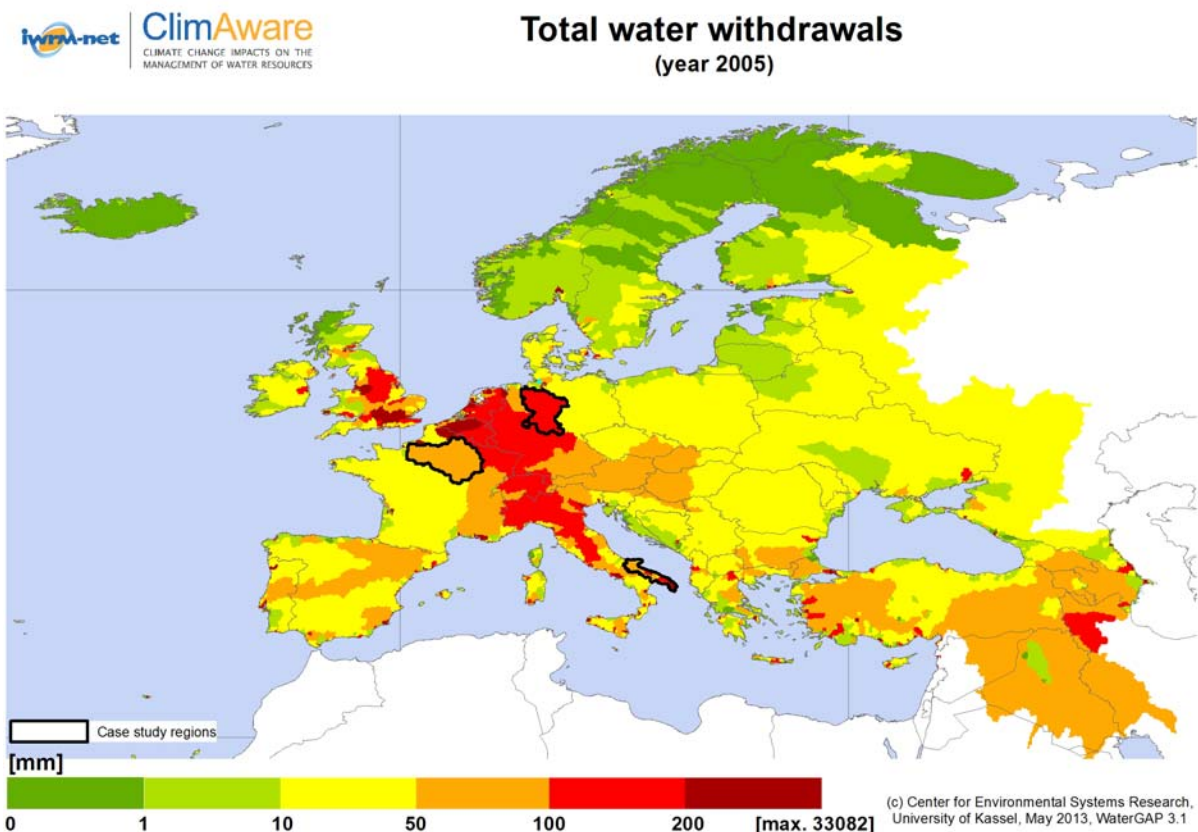 iwrm-net
ClimAware
CLIMATE CHANGE IMPACTS ON THE
MANAGEMENT OF WATER RESOURCES
Total water withdrawals
(year 2005)
Case study regions
[mm]
0 1 10 50 100 200 [max. 33082]
(c) Center for Environmental Systems Research,
University of Kassel, May 2013, WaterGAP 3.1